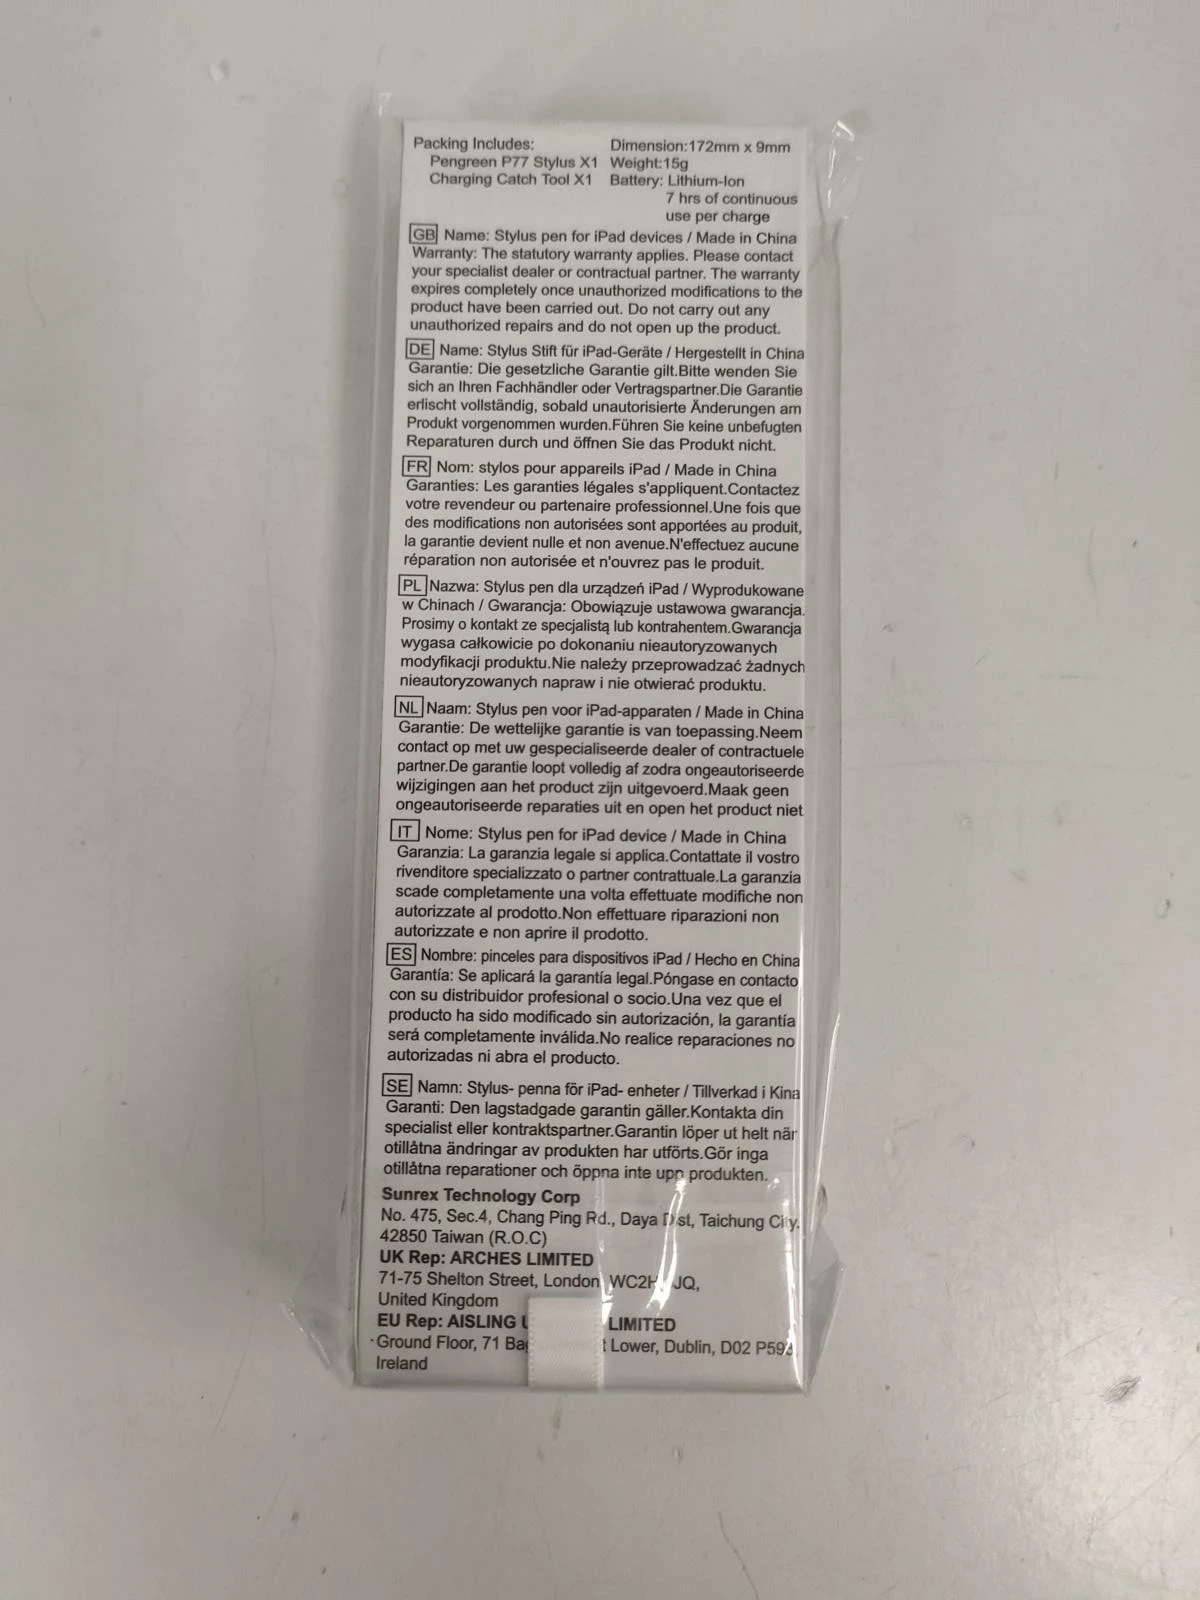 Packing Includes:
Pengreen P77 Stylus X1
Charging Catch Tool X1
Dimension:172mm x 9mm
Weight:15g
Battery: Lithium-Ion
7 hrs of continuous
use per charge
GB Name: Stylus pen for iPad devices / Made in China
Warranty: The statutory warranty applies. Please contact
your specialist dealer or contractual partner. The warranty
expires completely once unauthorized modifications to the
product have been carried out. Do not carry out any
unauthorized repairs and do not open up the product.
DE Name: Stylus Stift für iPad-Geräte / Hergestellt in China
Garantie: Die gesetzliche Garantie gilt.Bitte wenden Sie
sich an Ihren Fachhändler oder Vertragspartner.Die Garantie
erlischt vollständig, sobald unautorisierte Änderungen am
Produkt vorgenommen wurden.Führen Sie keine unbefugten
Reparaturen durch und öffnen Sie das Produkt nicht.
FR Nom: stylos pour appareils iPad / Made in China
Garanties: Les garanties légales s'appliquent.Contactez
votre revendeur ou partenaire professionnel.Une fois que
des modifications non autorisées sont apportées au produit,
la garantie devient nulle et non avenue.N'effectuez aucune
réparation non autorisée et n'ouvrez pas le produit.
PL Nazwa: Stylus pen dla urządzeń iPad / Wyprodukowane
w Chinach / Gwarancja: Obowiązuje ustawowa gwarancja.
Prosimy o kontakt ze specjalistą lub kontrahentem.Gwarancja
wygasa całkowicie po dokonaniu nieautoryzowanych
modyfikacji produktu.Nie należy przeprowadzać żadnych
nieautoryzowanych napraw i nie otwierać produktu.
NL Naam: Stylus pen voor iPad-apparaten / Made in China
Garantie: De wettelijke garantie is van toepassing.Neem
contact op met uw gespecialiseerde dealer of contractuele
partner.De garantie loopt volledig af zodra ongeautoriseerde
wijzigingen aan het product zijn uitgevoerd.Maak geen
ongeautoriseerde reparaties uit en open het product niet
IT Nome: Stylus pen for iPad device / Made in China
Garanzia: La garanzia legale si applica.Contattate il vostro
rivenditore specializzato o partner contrattuale.La garanzia
scade completamente una volta effettuate modifiche non
autorizzate al prodotto.Non effettuare riparazioni non
autorizzate e non aprire il prodotto.
ES Nombre: pinceles para dispositivos iPad / Hecho en China
Garantía: Se aplicará la garantía legal.Póngase en contacto
con su distribuidor profesional o socio.Una vez que el
producto ha sido modificado sin autorización, la garantía
será completamente inválida.No realice reparaciones no
autorizadas ni abra el producto.
SE Namn: Stylus- penna för iPad- enheter / Tillverkad i Kina
Garanti: Den lagstadgade garantin gäller.Kontakta din
specialist eller kontraktspartner.Garantin löper ut helt när
otillåtna ändringar av produkten har utförts.Gör inga
otillåtna reparationer och öppna inte upp produkten.
Sunrex Technology Corp
No. 475, Sec.4, Chang Ping Rd., Daya Dist, Taichung City.
42850 Taiwan (R.O.C)
UK Rep: ARCHES LIMITED
71-75 Shelton Street, London
United Kingdom
EU Rep: AISLING LIMITED
Ground Floor, 71 Lower, Dublin, D02
Ireland